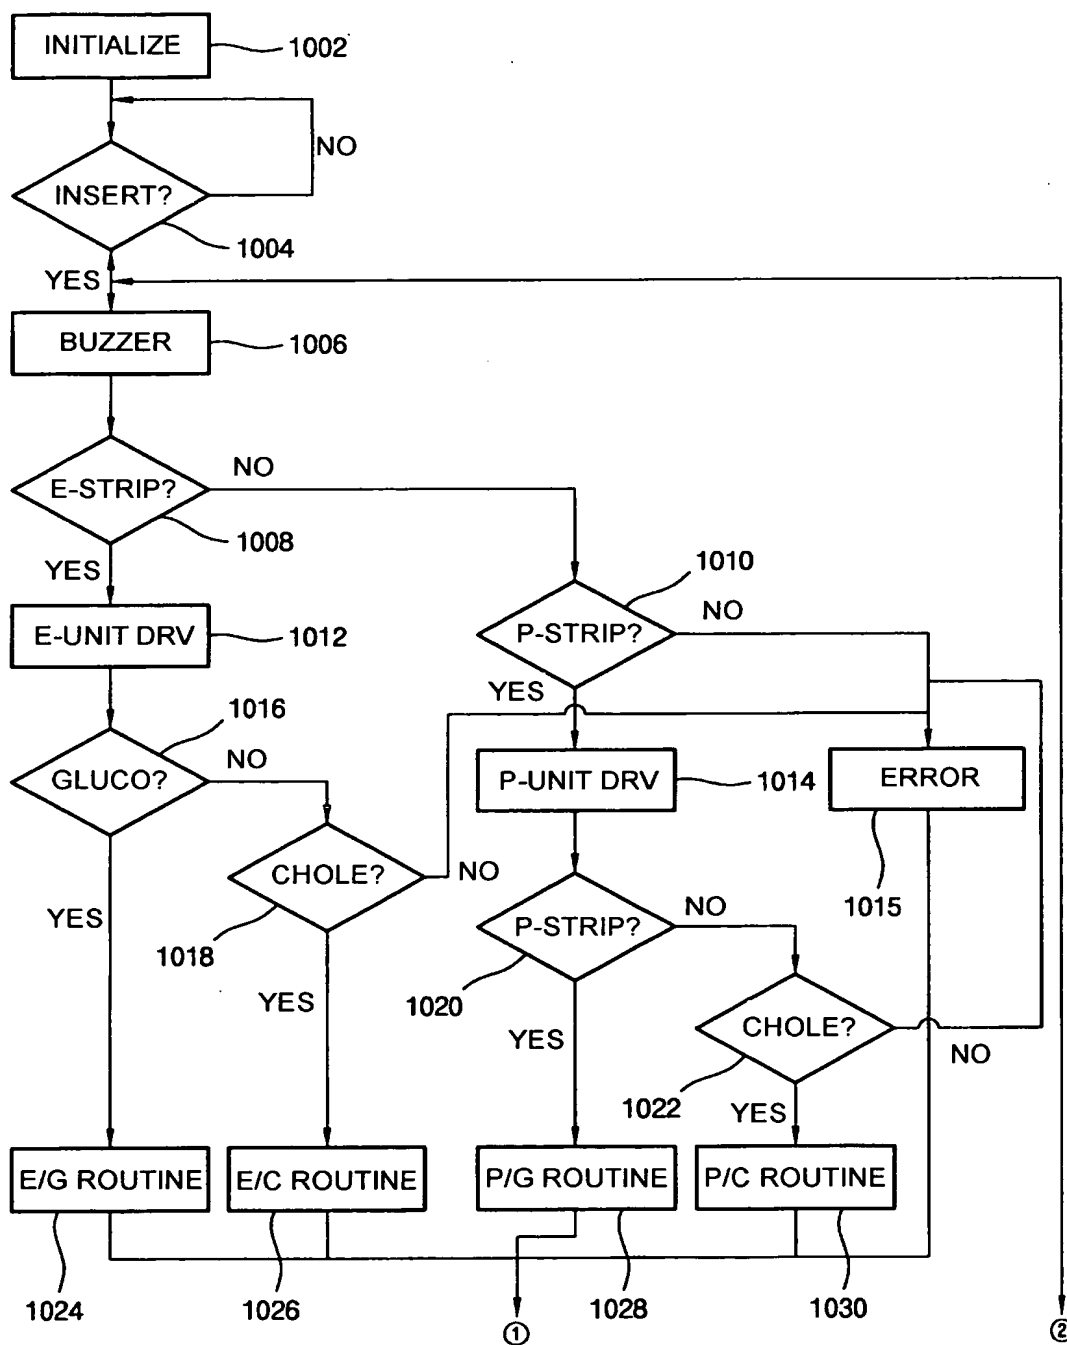 INITIALIZE
1002
NO
INSERT?
1004
YES
BUZZER
1006
NO
E-STRIP?
1008
YES
1010
NO
E-UNIT DRV
1012
P-STRIP?
YES
1016
NO
GLUCO?
P-UNIT DRV
1014
ERROR
CHOLE?
NO
1015
YES
1018
P-STRIP?
NO
1020
YES
YES
CHOLE?
NO
1022
YES
E/G ROUTINE
E/C ROUTINE
P/G ROUTINE
P/C ROUTINE
1024
1026
1028
1030
①
②